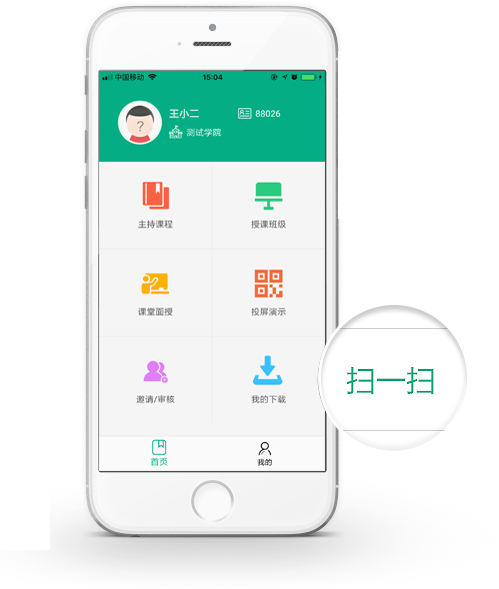 中国移动
15:04
王小二
88026
测试学院
主持课程
授课班级
课堂面授
投屏演示
邀请/审核
我的下载
扫一扫
首页
我的